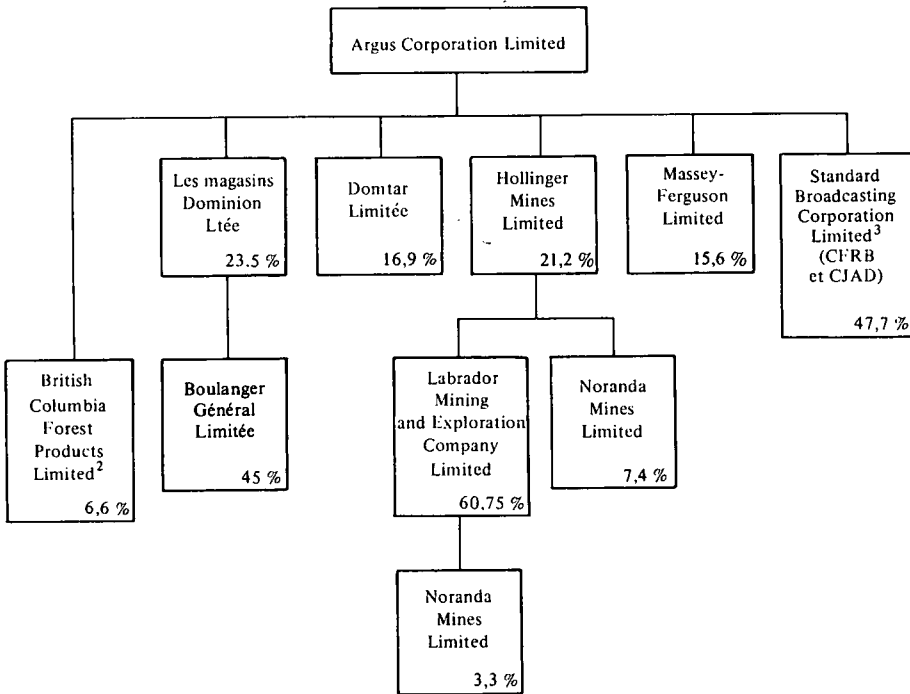 Argus Corporation Limited
Les magasins
Dominion
Ltée
23.5 %
Domtar
Limitée
16,9 %
Hollinger
Mines
Limited
21,2 %
Massey-
Ferguson
Limited
15,6 %
Standard
Broadcasting
Corporation
Limited3
(CFRB
et CJAD)
47,7 %
British
Columbia
Forest
Products
Limited2
6,6 %
Boulanger
Général
Limitée
45 %
Labrador
Mining
and Exploration
Company
Limited
60,75 %
Noranda
Mines
Limited
7,4 %
Noranda
Mines
Limited
3,3 %